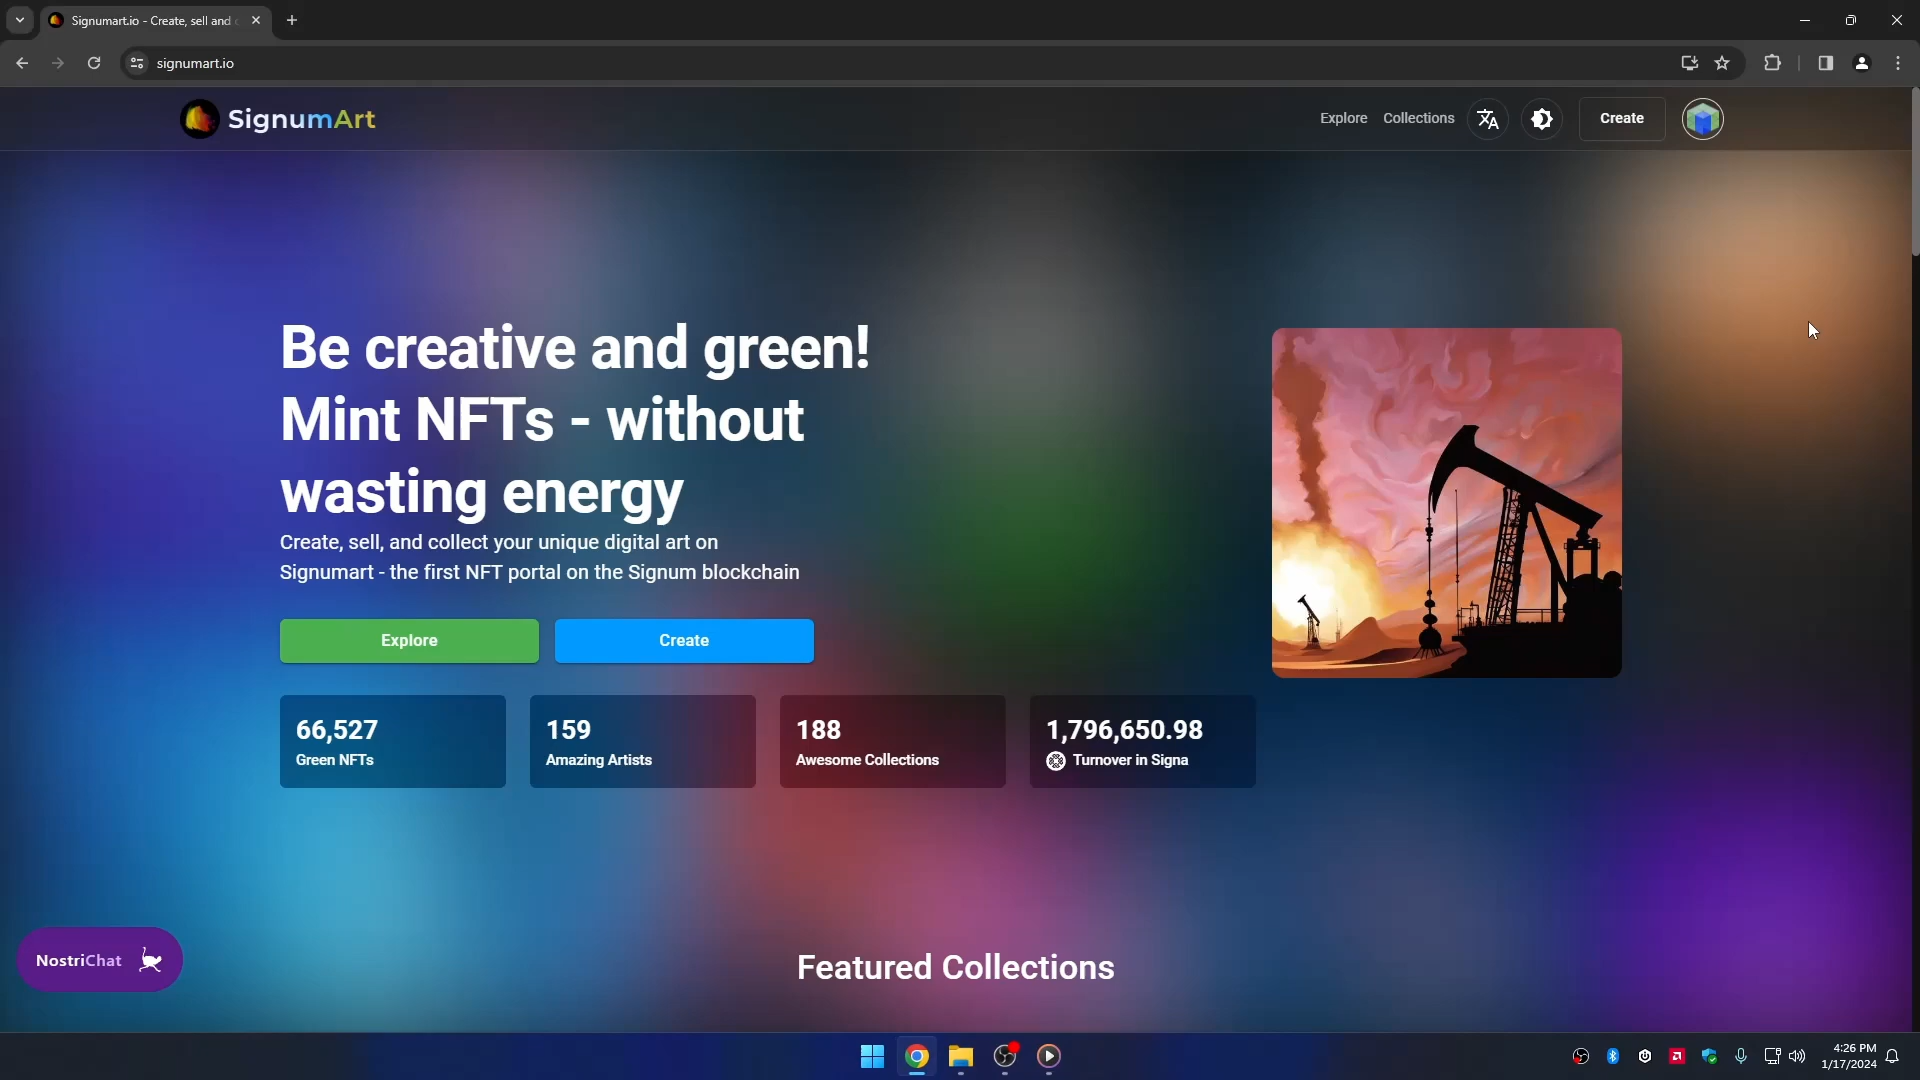 Signumart.io - Create, sell and
signumart.io
SignumArt
Explore
Collections
Create
Be creative and green!
Mint NFTs - without
wasting energy
Create, sell, and collect your unique digital art on
Signumart - the first NFT portal on the Signum blockchain
Explore
Create
66,527
Green NFTs
159
Amazing Artists
188
Awesome Collections
1,796,650.98
Turnover in Signa
NostriChat
Featured Collections
4:26 PM
1/17/2024